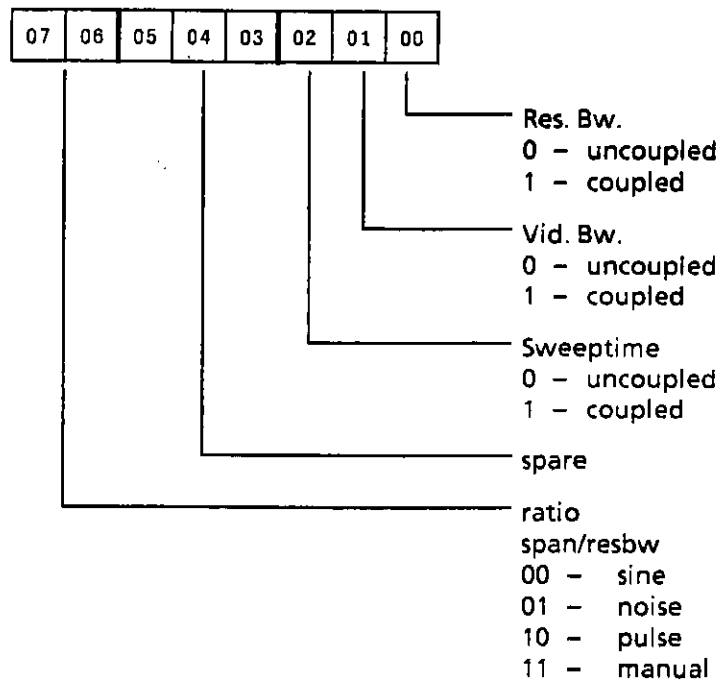 07 06 05 04 03 02 01 00
Res. Bw.
0 – uncoupled
1 – coupled
Vid. Bw.
0 – uncoupled
1 – coupled
Sweeptime
0 – uncoupled
1 – coupled
spare
ratio
span/resbw
00 – sine
01 – noise
10 – pulse
11 – manual